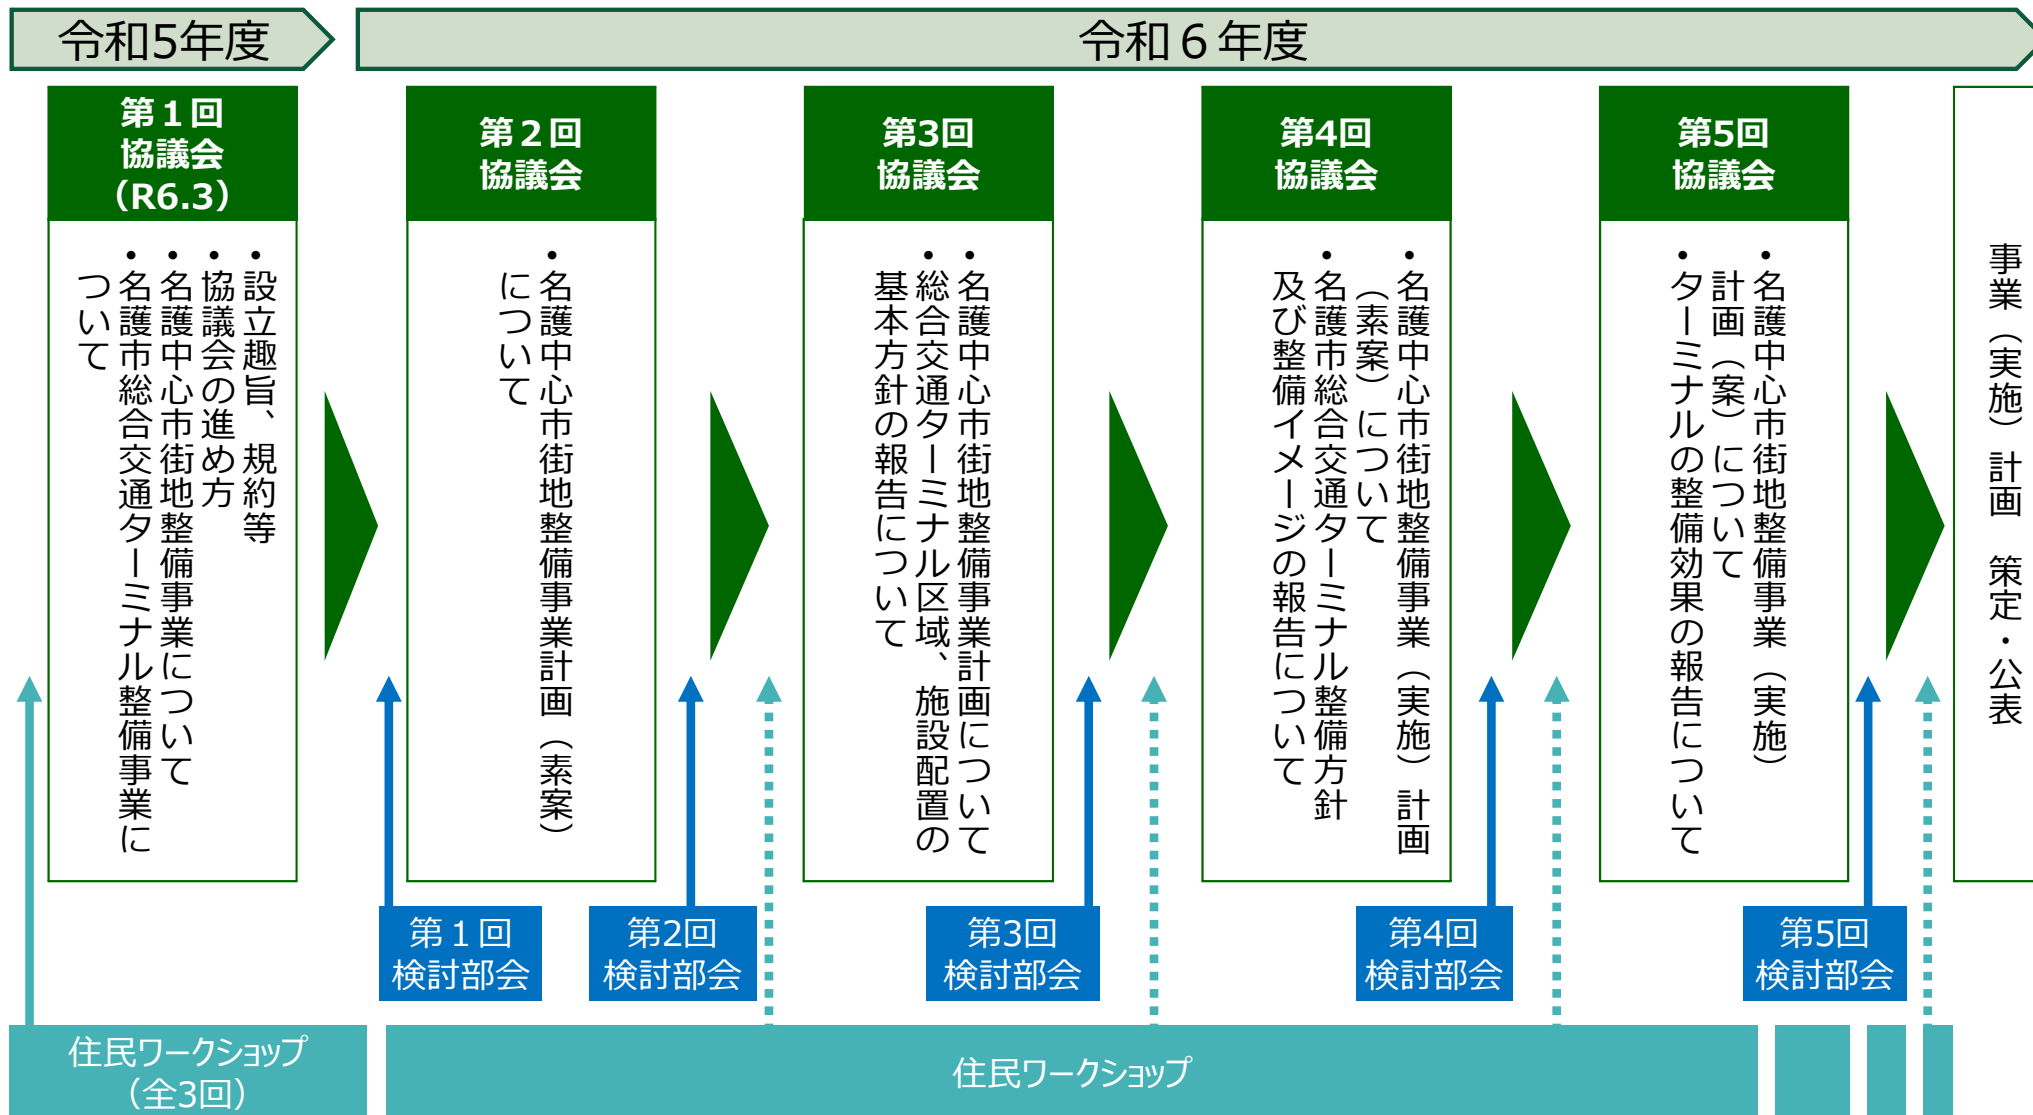 令和5年度
令和６年度
第１回
協議会
（R6.3）
・設立趣旨、規約等
・協議会の進め方
・名護中心市街地整備事業について
・名護市総合交通ターミナル整備事業に
ついて
第２回
協議会
・名護中心市街地整備事業計画（素案）
について
第3回
協議会
・名護中心市街地整備事業計画について
・総合交通ターミナル区域、施設配置の
基本方針の報告について
第4回
協議会
・名護中心市街地整備事業（実施）計画
（素案）について
・名護市総合交通ターミナル整備方針
及び整備イメージの報告について
第5回
協議会
・名護中心市街地整備事業（実施）
計画（案）について
・ターミナルの整備効果の報告について
事業（実施）計画　策定・公表
第１回
検討部会
第2回
検討部会
第3回
検討部会
第4回
検討部会
第5回
検討部会
住民ワークショップ
（全3回）
住民ワークショップ